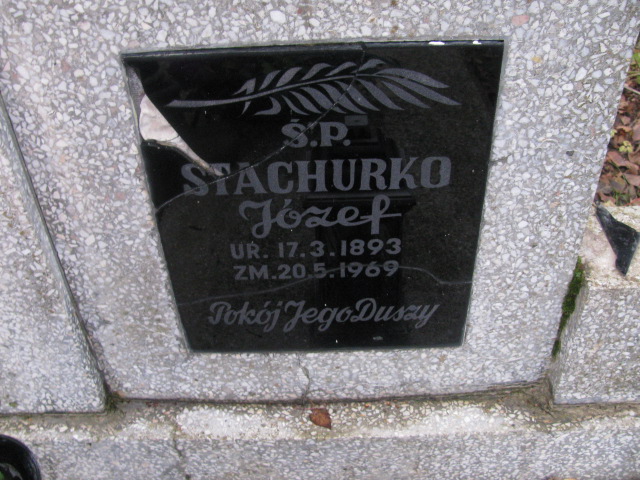 Ś.P.
STACHURKO
Józef
UR. 17.3.1893
ZM.20.5.1969
Pokój Jego Duszy